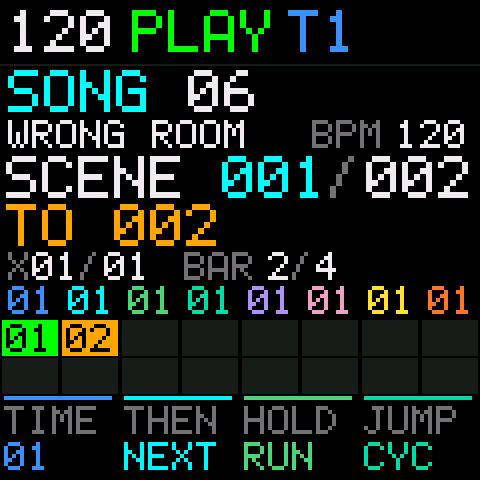 120 PLAY T1
SONG 06
WRONG ROOM BPM 120
SCENE 001/002
TO 002
X01/01 BAR 2/4
01 01 01 01 01 01 01 01
01 02
TIME THEN HOLD JUMP
01 NEXT RUN CYC